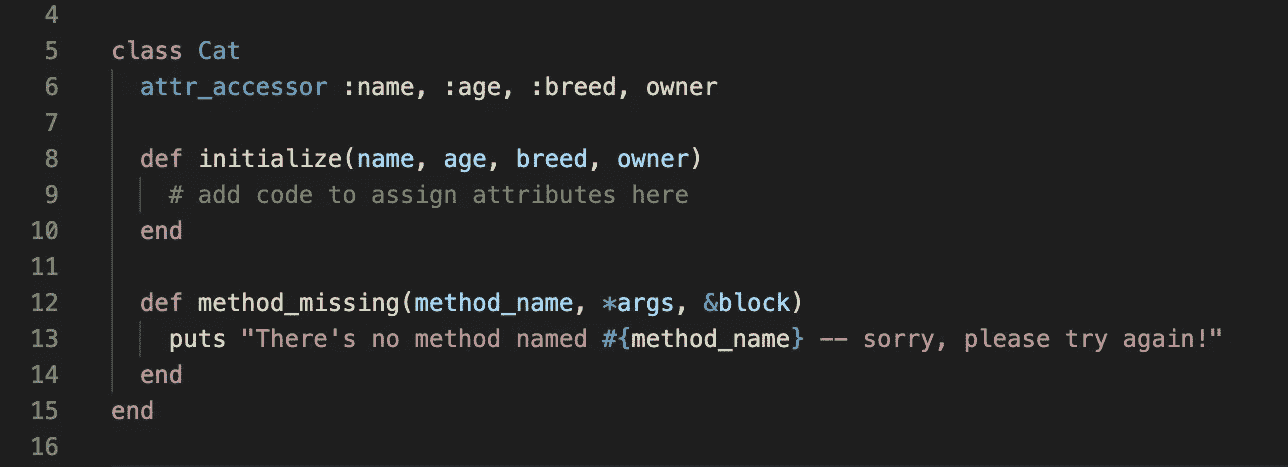 4
5 class Cat
6 attr_accessor :name, :age, :breed, owner
7
8 def initialize(name, age, breed, owner)
9 # add code to assign attributes here
10 end
11
12 def method_missing(method_name, *args, &block)
13 puts "There's no method named #{method_name} -- sorry, please try again!"
14 end
15 end
16